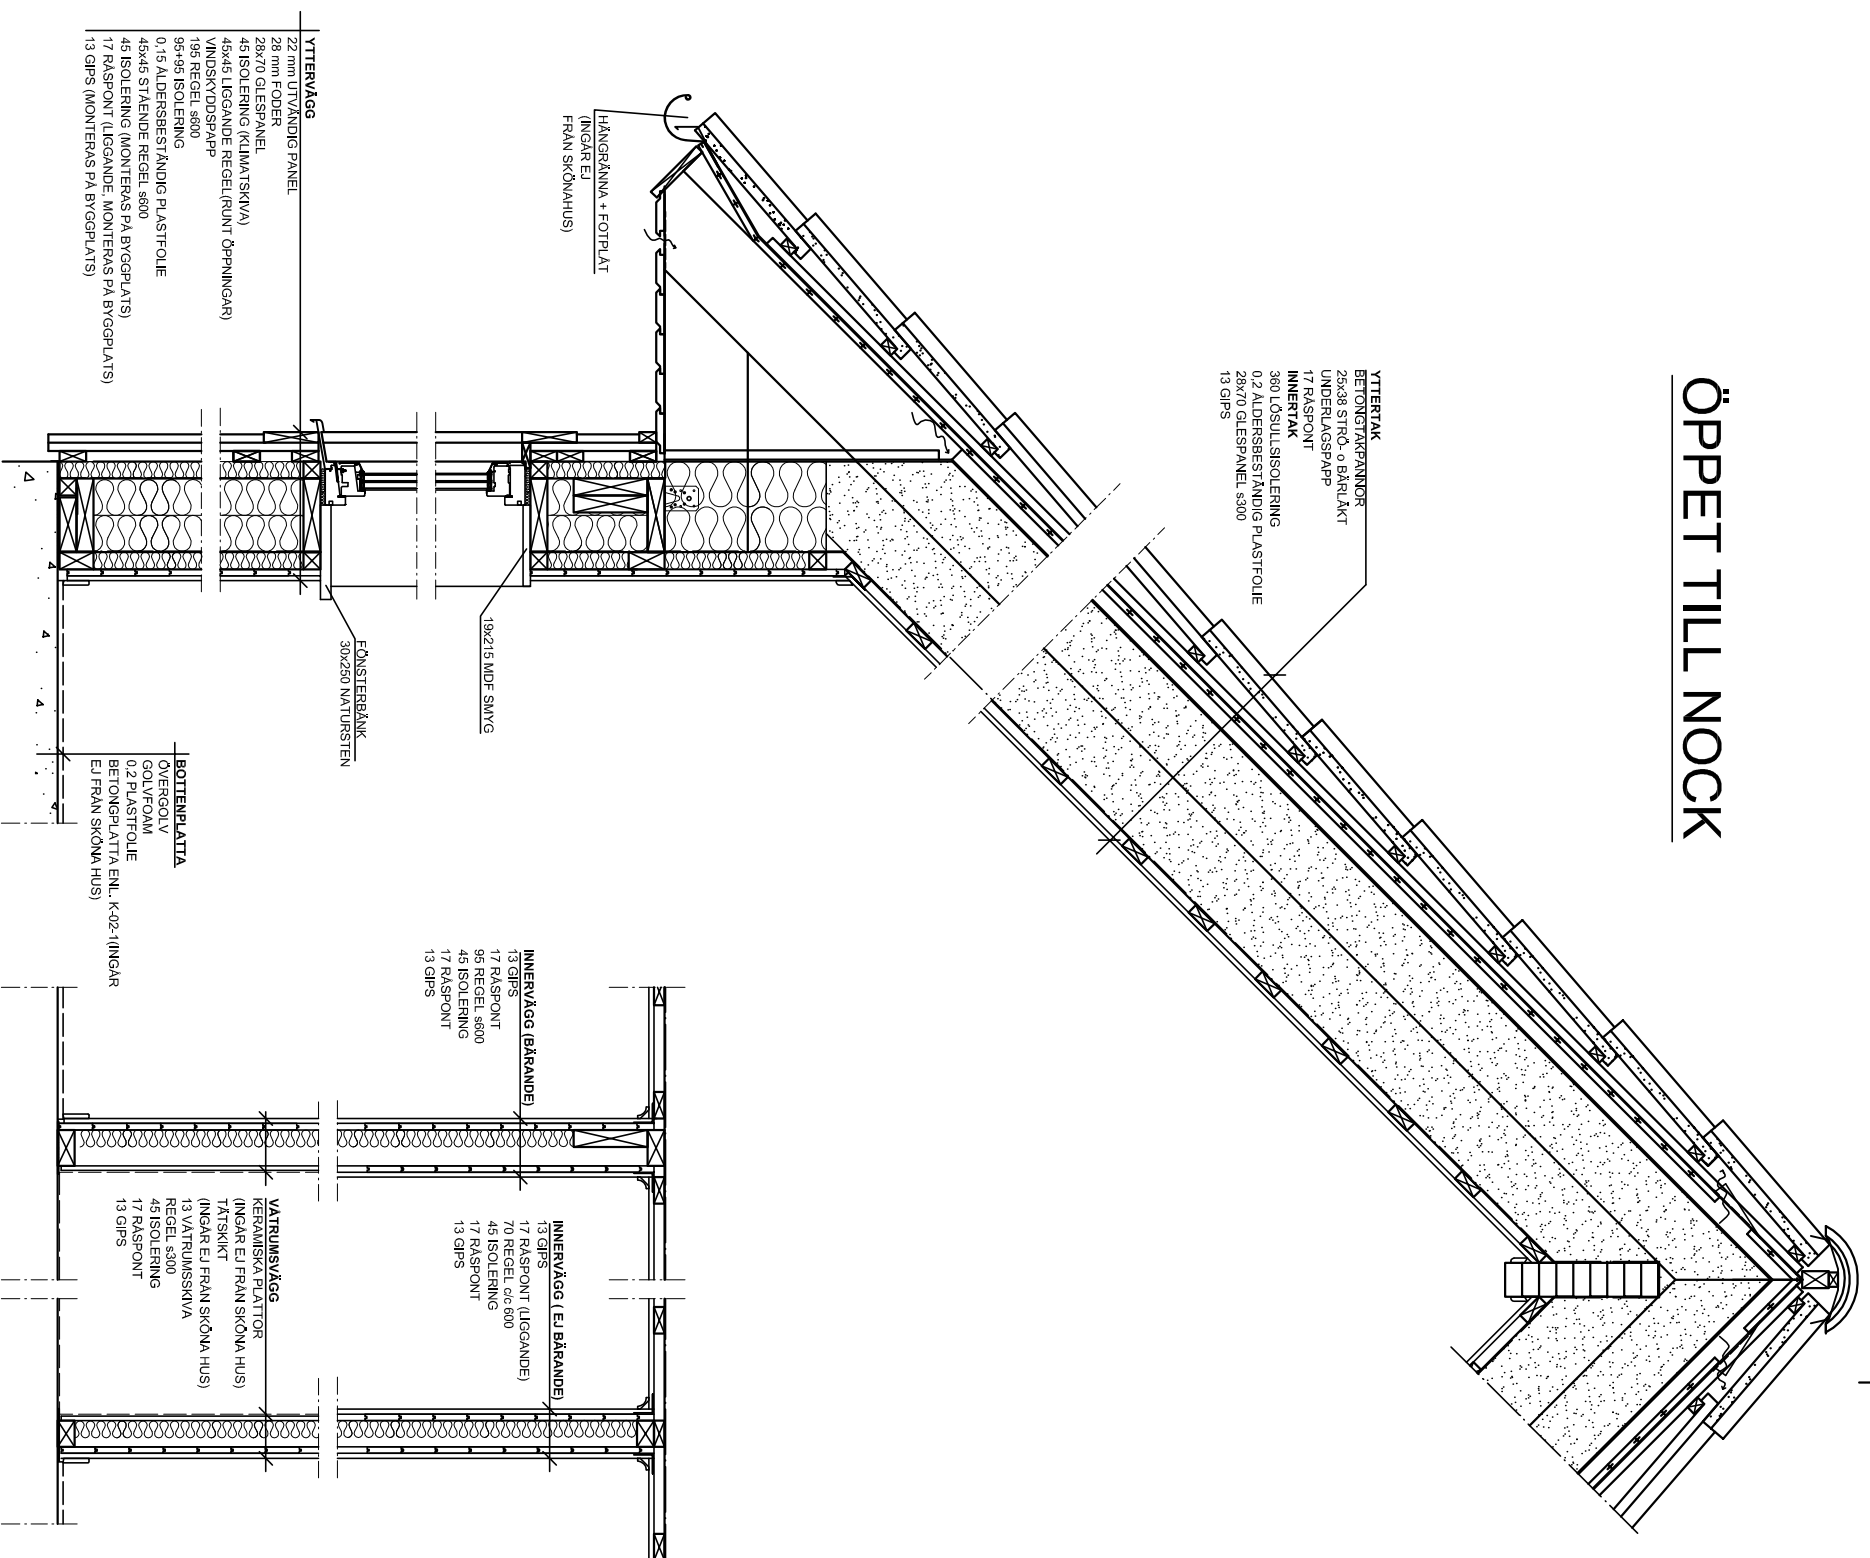 ÖPPET TILL NOCK
YTTERTAK
BETONGTAKPANNOR
25x38 STRÖ- o BÄRLÄKT
UNDERLAGSPAPP
17 RÅSPONT
INNERTAK
360 LÖSULLSISOLERING
0,2 ÅLDERSBESTÄNDIG PLASTFOLIE
28x70 GLESPANEL s300
13 GIPS
HÄNGRÄNNA + FOTPLÅT
(INGÅR EJ
FRÅN SKÖNAHUS)
YTTERVÄGG
22 mm UTVÄNDIG PANEL
28 mm FODER
28x70 GLESPANEL
45 ISOLERING (KLIMATSKIVA)
45x45 LIGGANDE REGEL(RUNT ÖPPNINGAR)
VINDSKYDDSPAPP
195 REGEL s600
95+95 ISOLERING
0,15 ÅLDERSBESTÄNDIG PLASTFOLIE
45x45 STÅENDE REGEL s600
45 ISOLERING (MONTERAS PÅ BYGGPLATS)
17 RÅSPONT (LIGGANDE, MONTERAS PÅ BYGGPLATS)
13 GIPS (MONTERAS PÅ BYGGPLATS)
19x215 MDF SMYG
FÖNSTERBÄNK
30x250 NATURSTEN
BOTTENPLATTA
ÖVERGOLV
GOLVFOAM
0,2 PLASTFOLIE
BETONGPLATTA ENL. K-02-1(INGÅR
EJ FRÅN SKÖNA HUS)
INNERVÄGG (BÄRANDE)
13 GIPS
17 RÅSPONT
95 REGEL s600
45 ISOLERING
17 RÅSPONT
13 GIPS
INNERVÄGG ( EJ BÄRANDE)
13 GIPS
17 RÅSPONT (LIGGANDE)
70 REGEL c/c 600
45 ISOLERING
17 RÅSPONT
13 GIPS
VÅTRUMSVÄGG
KERAMISKA PLATTOR
(INGÅR EJ FRÅN SKÖNA HUS)
TÄTSKIKT
(INGÅR EJ FRÅN SKÖNA HUS)
13 VÅTRUMSSKIVA
REGEL s300
45 ISOLERING
17 RÅSPONT
13 GIPS